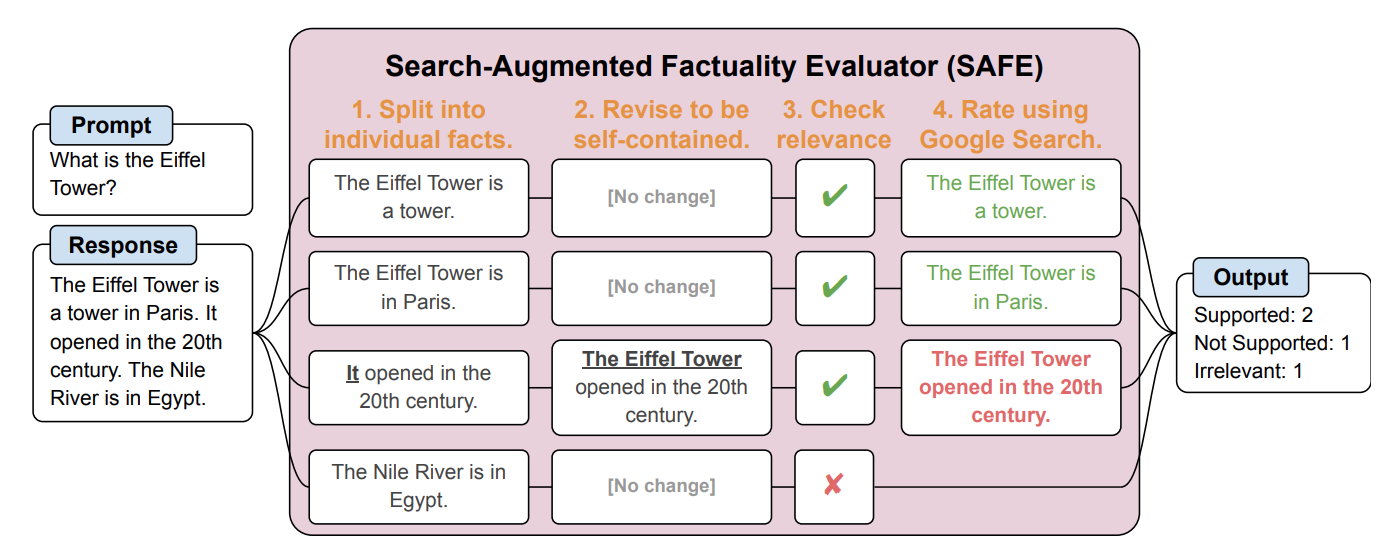 Search-Augmented Factuality Evaluator (SAFE)
Prompt
What is the Eiffel
Tower?
Response
The Eiffel Tower is
a tower in Paris. It
opened in the 20th
century. The Nile
River is in Egypt.
1. Split into
individual facts.
2. Revise to be
self-contained.
3. Check
relevance
4. Rate using
Google Search.
The Eiffel Tower is
a tower.
[No change]
✔
The Eiffel Tower is
a tower.
The Eiffel Tower is
in Paris.
[No change]
✔
The Eiffel Tower is
in Paris.
It opened in the
20th century.
The Eiffel Tower
opened in the 20th
century.
✔
The Eiffel Tower
opened in the 20th
century.
The Nile River is in
Egypt.
[No change]
✘
Output
Supported: 2
Not Supported: 1
Irrelevant: 1